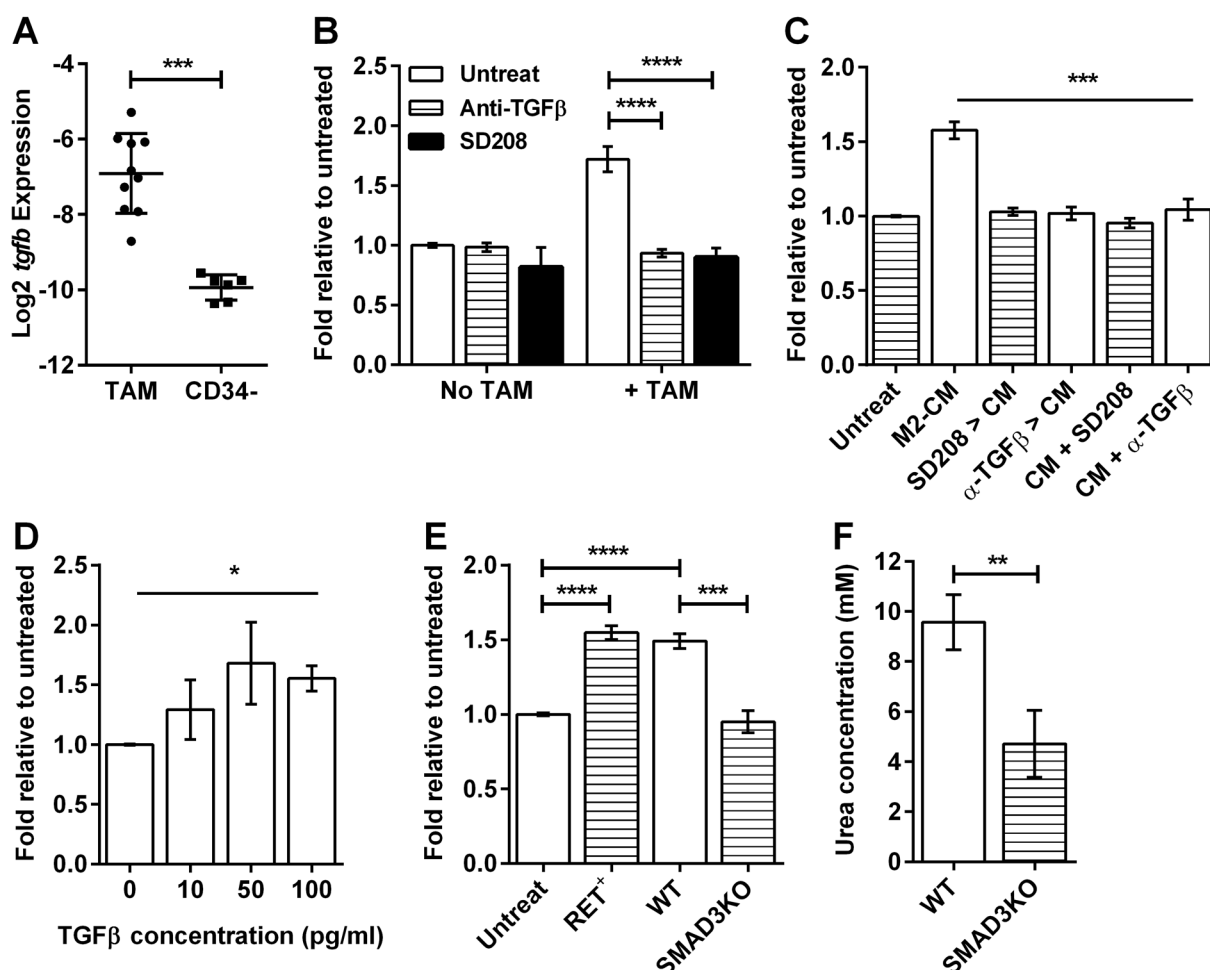 A
Log2 tgfb Expression
-4
-6
-8
-10
-12
***
TAM CD34-
B
Fold relative to untreated
2.5
2.0
1.5
1.0
0.5
0.0
Untreat
Anti-TGFβ
SD208
****
****
No TAM + TAM
C
Fold relative to untreated
2.0
1.5
1.0
0.5
0.0
***
Untreat
M2-CM
SD208 > CM
α-TGFβ > CM
CM + SD208
CM + α-TGFβ
D
Fold relative to untreated
2.5
2.0
1.5
1.0
0.5
0.0
*
0 10 50 100
TGFβ concentration (pg/ml)
E
Fold relative to untreated
2.0
1.5
1.0
0.5
0.0
****
**** ***
Untreat
RET⁺
WT
SMAD3KO
F
Urea concentration (mM)
12
10
8
6
4
2
0
**
WT
SMAD3KO